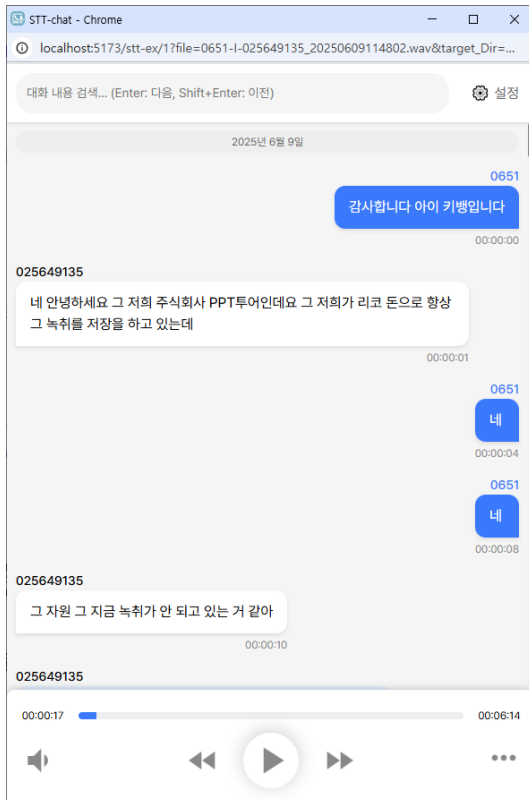 STT-chat - Chrome
localhost:5173/stt-ex/1?file=0651-I-025649135_20250609114802.wav&target_Dir=...
대화 내용 검색... (Enter: 다음, Shift+Enter: 이전)
설정
2025년 6월 9일
0651
감사합니다 아이 키뱅입니다
00:00:00
025649135
네 안녕하세요 그 저희 주식회사 PPT투어인데요 그 저희가 리코 돈으로 항상
그 녹취를 저장을 하고 있는데
00:00:01
0651
네
00:00:04
0651
네
00:00:08
025649135
그 자원 그 지금 녹취가 안 되고 있는 거 같아
00:00:10
025649135
00:00:17
00:06:14